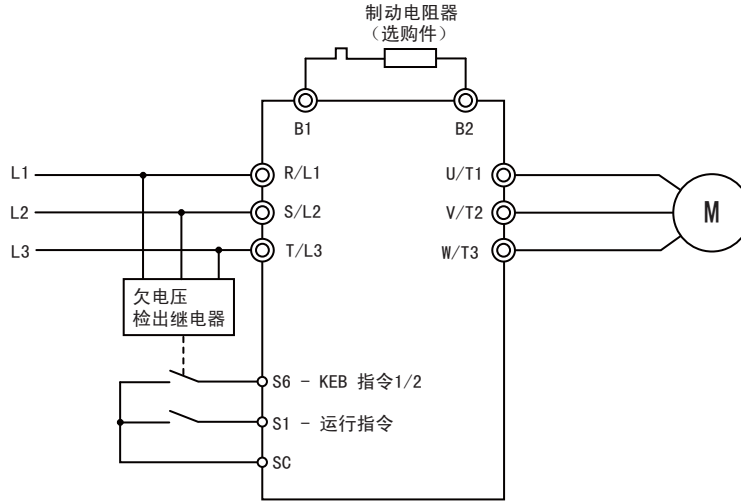 制动电阻器
（选购件）
B1
B2
L1
R/L1
U/T1
L2
S/L2
V/T2
M
L3
T/L3
W/T3
欠电压
检出继电器
S6 - KEB 指令1/2
S1 - 运行指令
SC